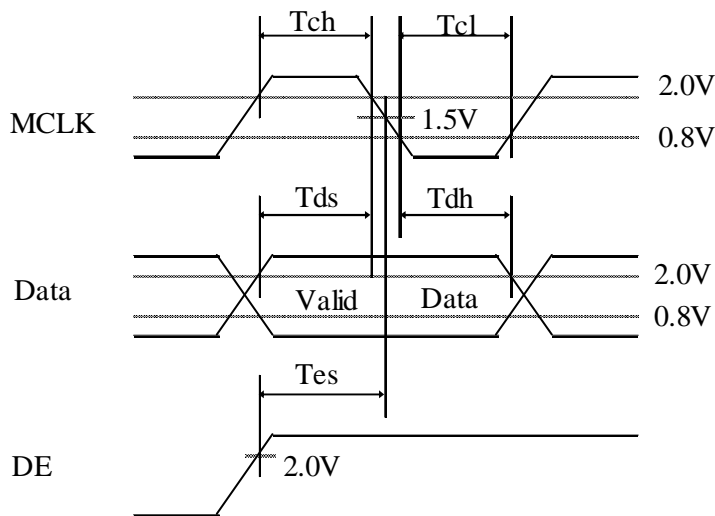 Tch Tcl
2.0V
MCLK 1.5V
0.8V
Tds Tdh
2.0V
Data Valid Data
0.8V
Tes
DE 2.0V